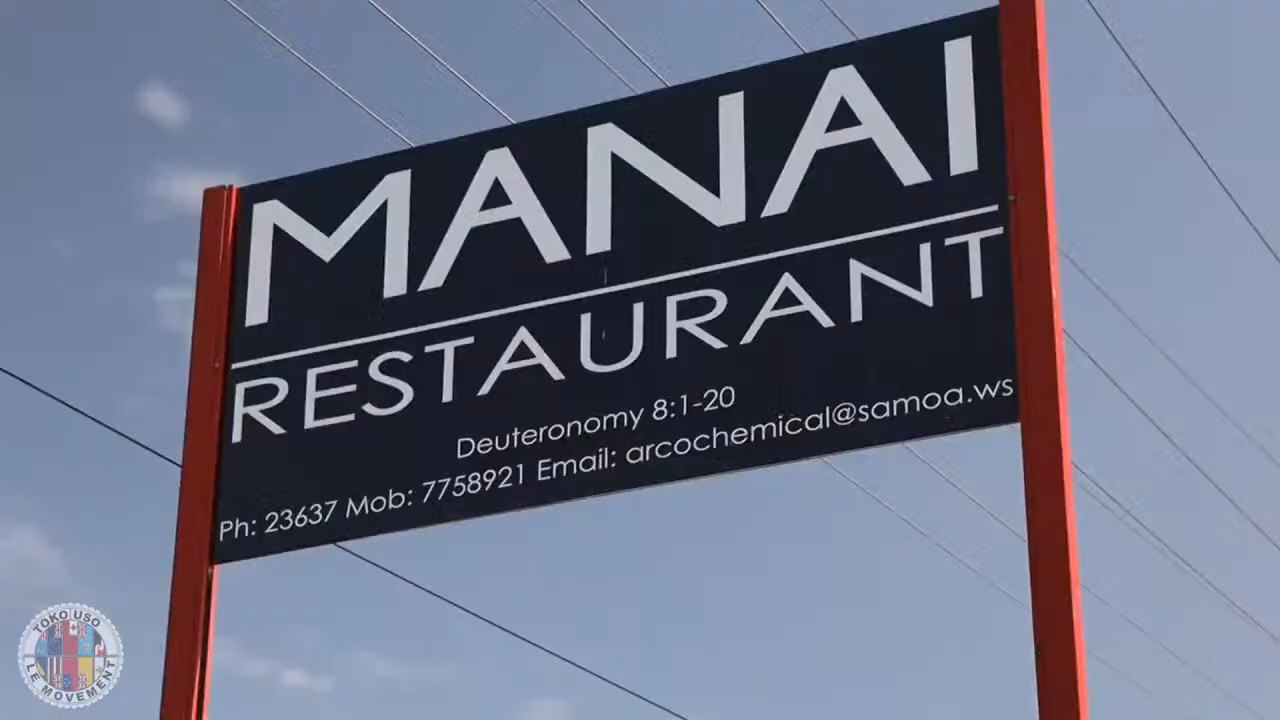 MANAI
RESTAURANT
Deuteronomy 8:1-20
Ph: 23637 Mob: 7758921 Email: arcochemical@samoa.ws
TOKO USO
LE MOVEMENT